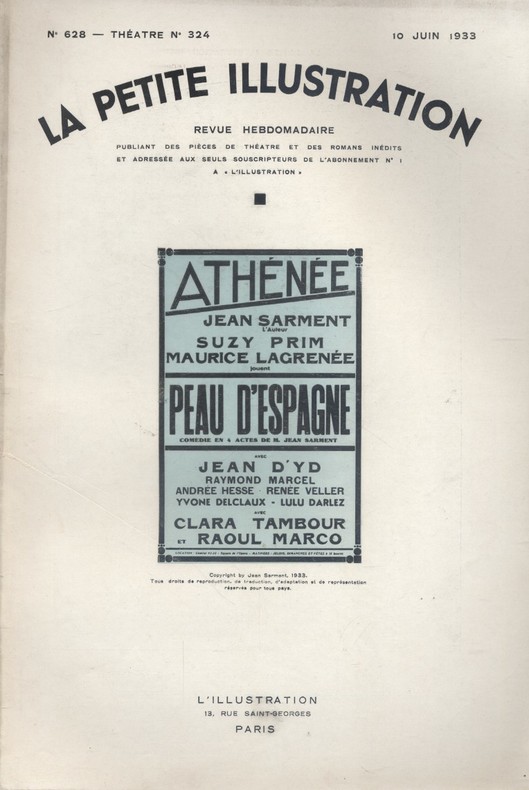 N° 628 — THÉATRE N° 324
10 JUIN 1933
LA PETITE ILLUSTRATION
REVUE HEBDOMADAIRE
PUBLIANT DES PIÈCES DE THÉATRE ET DES ROMANS INÉDITS
ET ADRESSÉE AUX SEULS SOUSCRIPTEURS DE L'ABONNEMENT N° 1
A « L'ILLUSTRATION »
ATHÉNÉE
JEAN SARMENT
L'Auteur
SUZY PRIM
MAURICE LAGRENÉE
jouent
PEAU D'ESPAGNE
COMÉDIE EN 4 ACTES DE M. JEAN SARMENT
AVEC
JEAN D'YD
RAYMOND MARCEL
ANDRÉE HESSE - RENÉE VELLER
YVONE DELCLAUX - LULU DARLEZ
AVEC
CLARA TAMBOUR
ET RAOUL MARCO
Copyright by Jean Sarment, 1933.
Tous droits de reproduction, de traduction, d'adaptation et de représentation
réservés pour tous pays.
L'ILLUSTRATION
13, RUE SAINT-GEORGES
PARIS